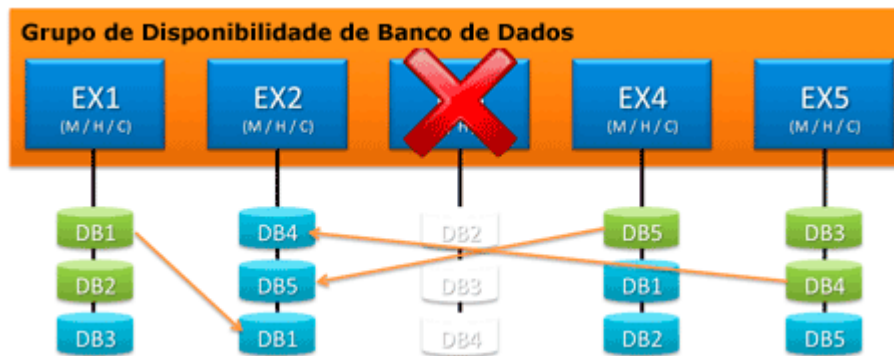 Grupo de Disponibilidade de Banco de Dados
EX1 EX2 EX4 EX5
(M / H / C) (M / H / C) (M / H / C) (M / H / C)
DB1 DB4 DB2 DB5 DB3
DB2 DB5 DB3 DB1 DB4
DB3 DB1 DB4 DB2 DB5